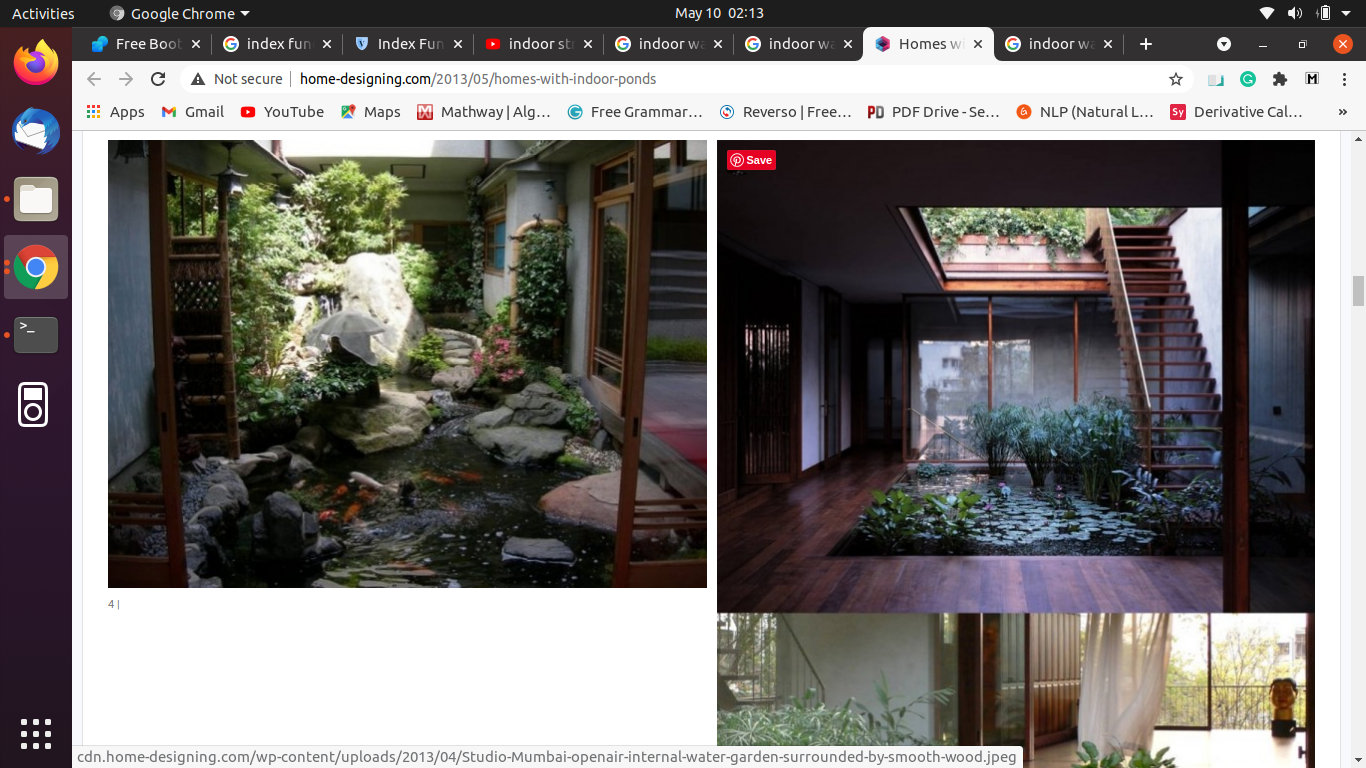 Activities
Google Chrome
May 10 02:13
Free Boo
index fun
Index Fun
indoor st
indoor wa
indoor wa
Homes wi
indoor wa
Not secure
home-designing.com/2013/05/homes-with-indoor-ponds
Apps
Gmail
YouTube
Maps
Mathway | Alg...
Free Grammar...
Reverso | Free...
PDF Drive - Se...
NLP (Natural L...
Derivative Cal...
»
Save
4 |
cdn.home-designing.com/wp-content/uploads/2013/04/Studio-Mumbai-openair-internal-water-garden-surrounded-by-smooth-wood.jpeg